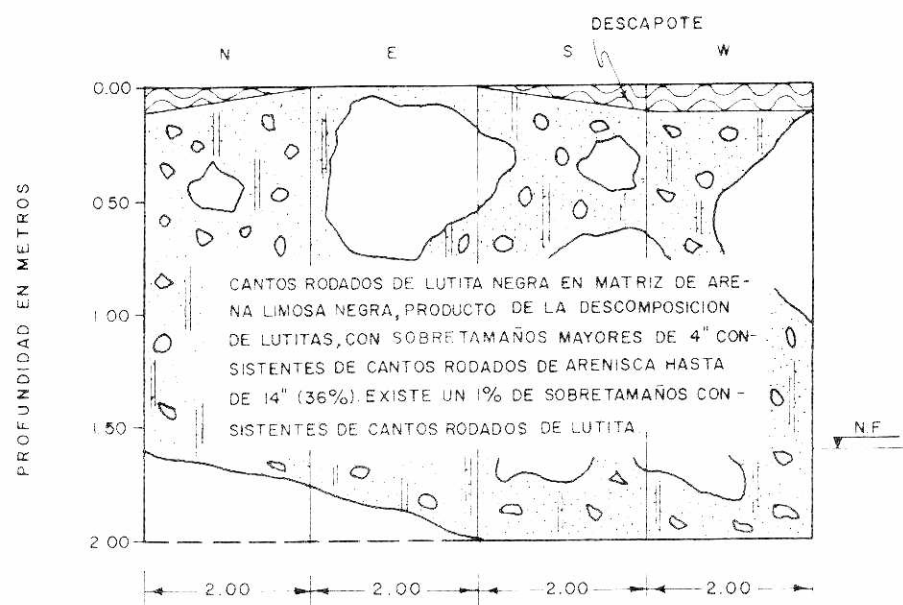 DESCAPOTE
N E S W
0.00
0.50
1.00
1.50
2.00
PROFUNDIDAD EN METROS
CANTOS RODADOS DE LUTITA NEGRA EN MATRIZ DE ARE-
NA LIMOSA NEGRA, PRODUCTO DE LA DESCOMPOSICION
DE LUTITAS, CON SOBRETAMAÑOS MAYORES DE 4" CON-
SISTENTES DE CANTOS RODADOS DE ARENISCA HASTA
DE 14" (36%). EXISTE UN 1% DE SOBRETAMAÑOS CON-
SISTENTES DE CANTOS RODADOS DE LUTITA.
N.F.
2.00 2.00 2.00 2.00